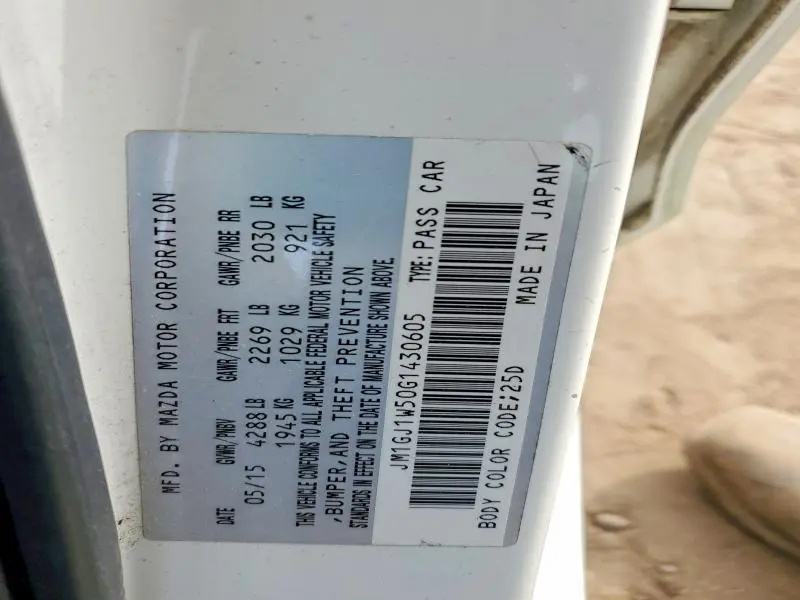 MFD. BY MAZDA MOTOR CORPORATION
DATE GVWR/PNBV GAWR/PNBE FRT GAWR/PNBE RR
05/15 4288 LB 2269 LB 2030 LB
1945 KG 1029 KG 921 KG
THIS VEHICLE CONFORMS TO ALL APPLICABLE FEDERAL MOTOR VEHICLE SAFETY
,BUMPER,AND THEFT PREVENTION
STANDARDS IN EFFECT ON THE DATE OF MANUFACTURE SHOWN ABOVE.
JM1GJ1W50G1430605 TYPE: PASS CAR
BODY COLOR CODE;25D MADE IN JAPAN